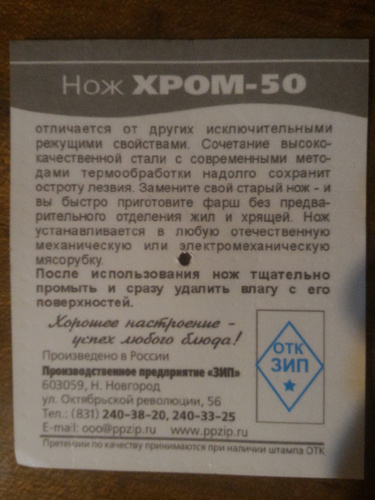 Нож ХРОМ-50
отличается от других исключительными
режущими свойствами. Сочетание высоко-
качественной стали с современными мето-
дами термообработки надолго сохранит
остроту лезвия. Замените свой старый нож - и
вы быстро приготовите фарш без предва-
рительного отделения жил и хрящей. Нож
устанавливается в любую отечественную
механическую или электромеханическую
мясорубку.
После использования нож тщательно
промыть и сразу удалить влагу с его
поверхностей.
Хорошее настроение -
успех любого блюда!
Произведено в России
Производственное предприятие «ЗИП»
603059, Н. Новгород
ул. Октябрьской революции, 56
Тел.: (831) 240-38-20, 240-33-25
E-mail: ooo@ppzip.ru www.ppzip.ru
Претензии по качеству принимаются при наличии штампа ОТК
ОТК
ЗИП